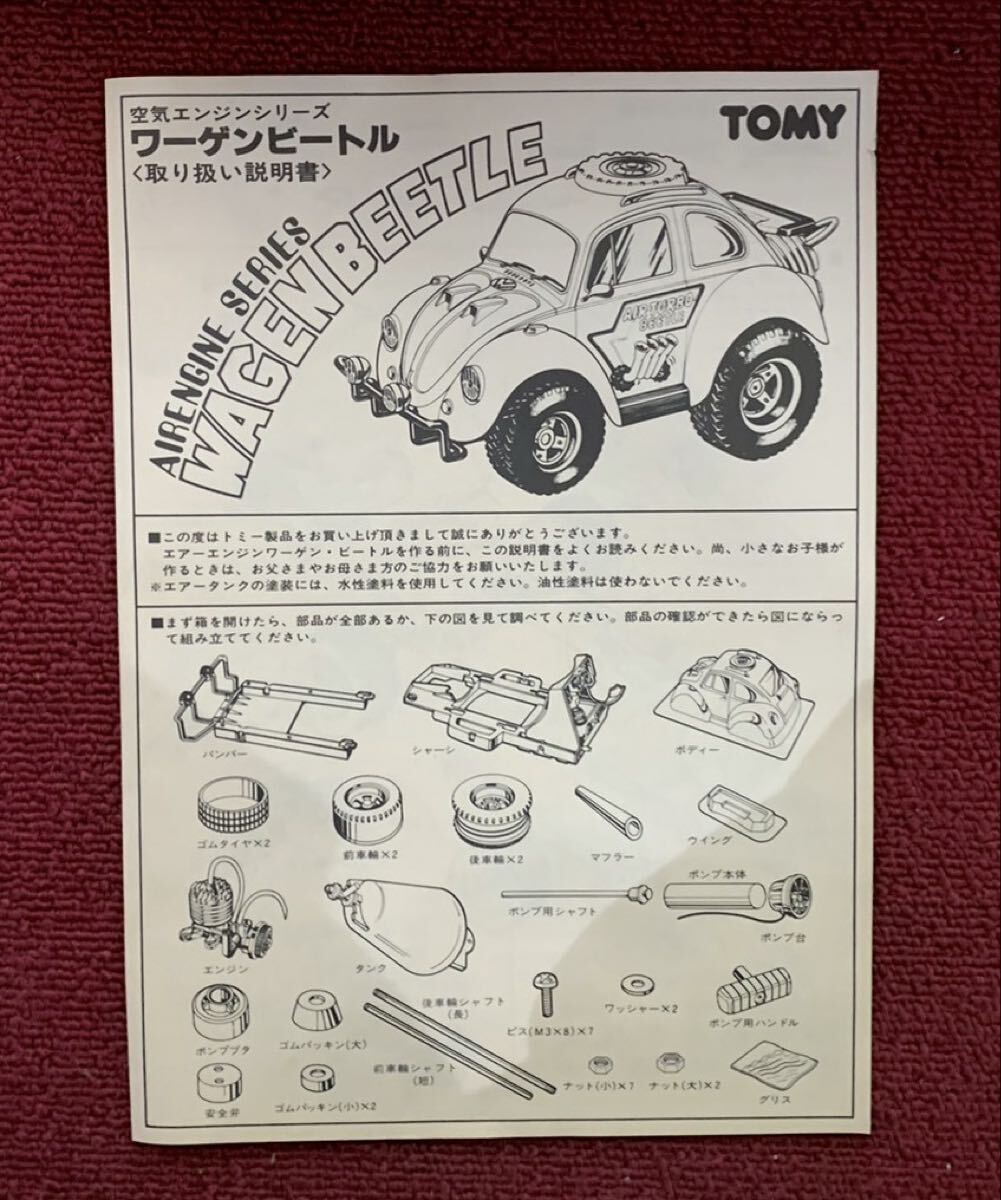 空気エンジンシリーズ
ワーゲンビートル
〈取り扱い説明書〉
TOMY
AIRENGINE SERIES
WAGEN BEETLE
AIR TURBO
BEETLE
■この度はトミー製品をお買い上げ頂きまして誠にありがとうございます。
エアーエンジンワーゲン・ビートルを作る前に、この説明書をよくお読みください。尚、小さなお子様が
作るときは、お父さまやお母さま方のご協力をお願いいたします。
※エアータンクの塗装には、水性塗料を使用してください。油性塗料は使わないでください。
■まず箱を開けたら、部品が全部あるか、下の図を見て調べてください。部品の確認ができたら図にならっ
て組み立ててください。
バンパー
シャーシ
ボディー
ゴムタイヤ×2
前車輪×2
後車輪×2
マフラー
ウイング
エンジン
タンク
ポンプ用シャフト
ポンプ本体
ポンプ台
ポンプブタ
ゴムパッキン(大)
後車輪シャフト
(長)
ビス(M3×8)×7
ワッシャー×2
ポンプ用ハンドル
安全弁
ゴムパッキン(小)×2
前車輪シャフト
(短)
ナット(小)×1
ナット(大)×2
グリス